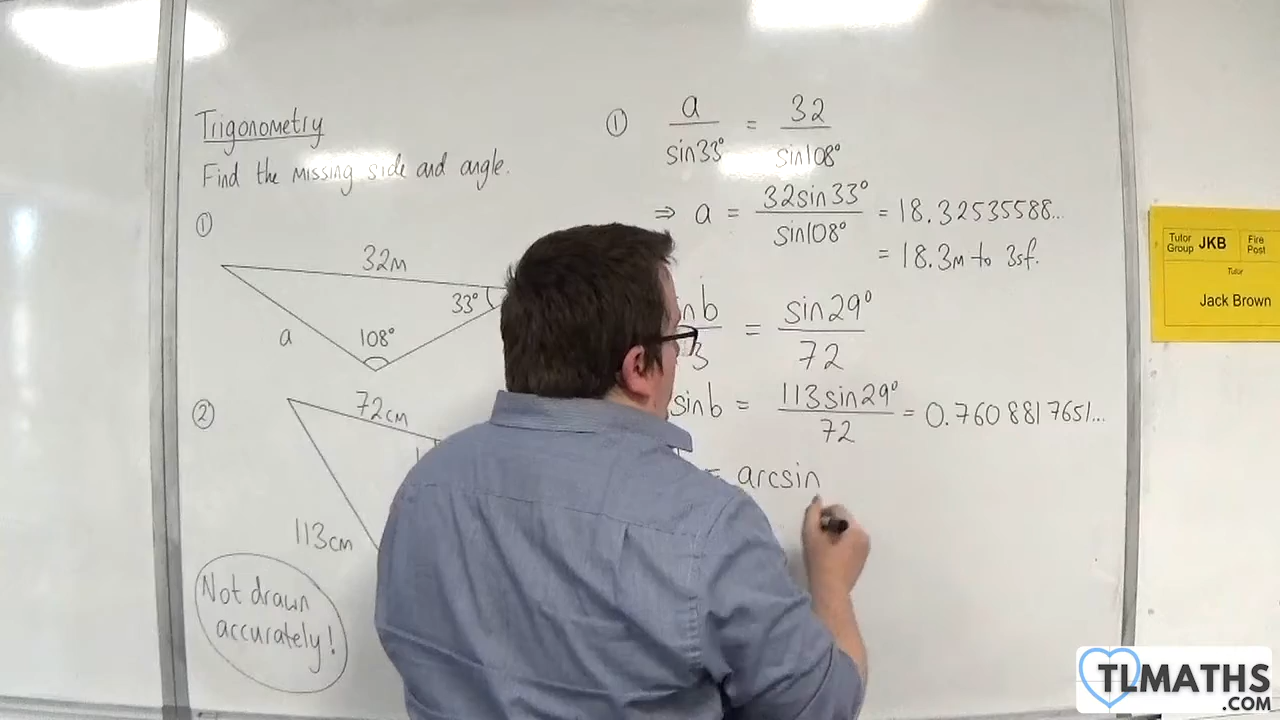 Trigonometry
Find the missing side and angle.
①
32m
33°
108°
a
②
72cm
113cm
Not drawn
accurately!
① a / sin33° = 32 / sin108°
⇒ a = 32sin33° / sin108° = 18.32535588...
= 18.3m to 3sf.
nb / 3 = sin29° / 72
sinb = 113sin29° / 72 = 0.7608817651...
= arcsin
Tutor Group JKB
Fire Post
Tutor
Jack Brown
TLMATHS
.COM